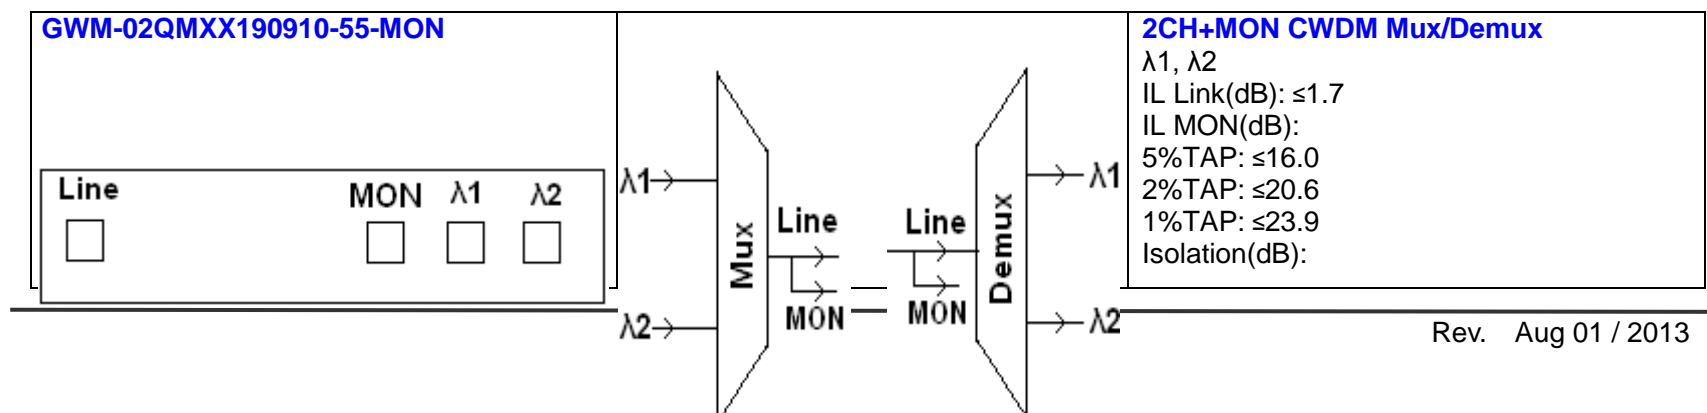 GWM-02QMXX190910-55-MON
Line MON λ1 λ2
λ1
λ2
Mux
Line
MON
Line
MON
Demux
λ1
λ2
2CH+MON CWDM Mux/Demux
λ1, λ2
IL Link(dB): ≤1.7
IL MON(dB):
5%TAP: ≤16.0
2%TAP: ≤20.6
1%TAP: ≤23.9
Isolation(dB):
Rev. Aug 01 / 2013